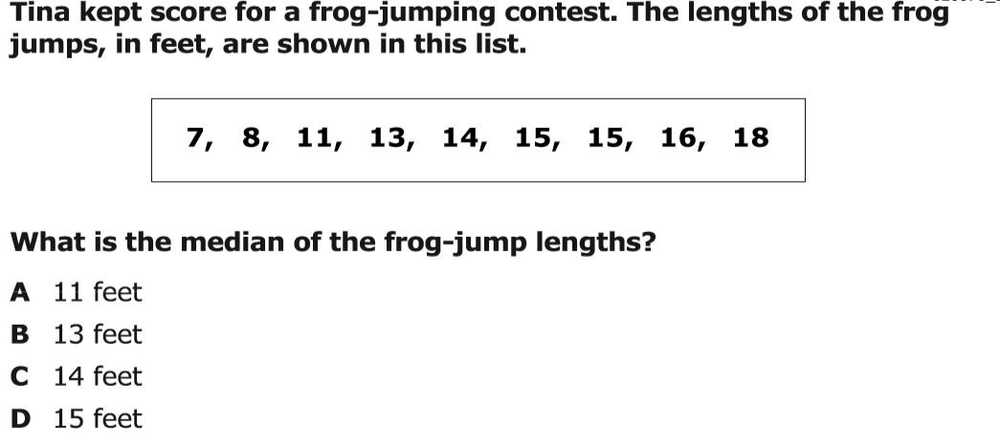 Tina kept score for a frog-jumping contest. The lengths of the frog
jumps, in feet, are shown in this list.
7, 8, 11, 13, 14, 15, 15, 16, 18
What is the median of the frog-jump lengths?
A 11 feet
B 13 feet
C 14 feet
D 15 feet